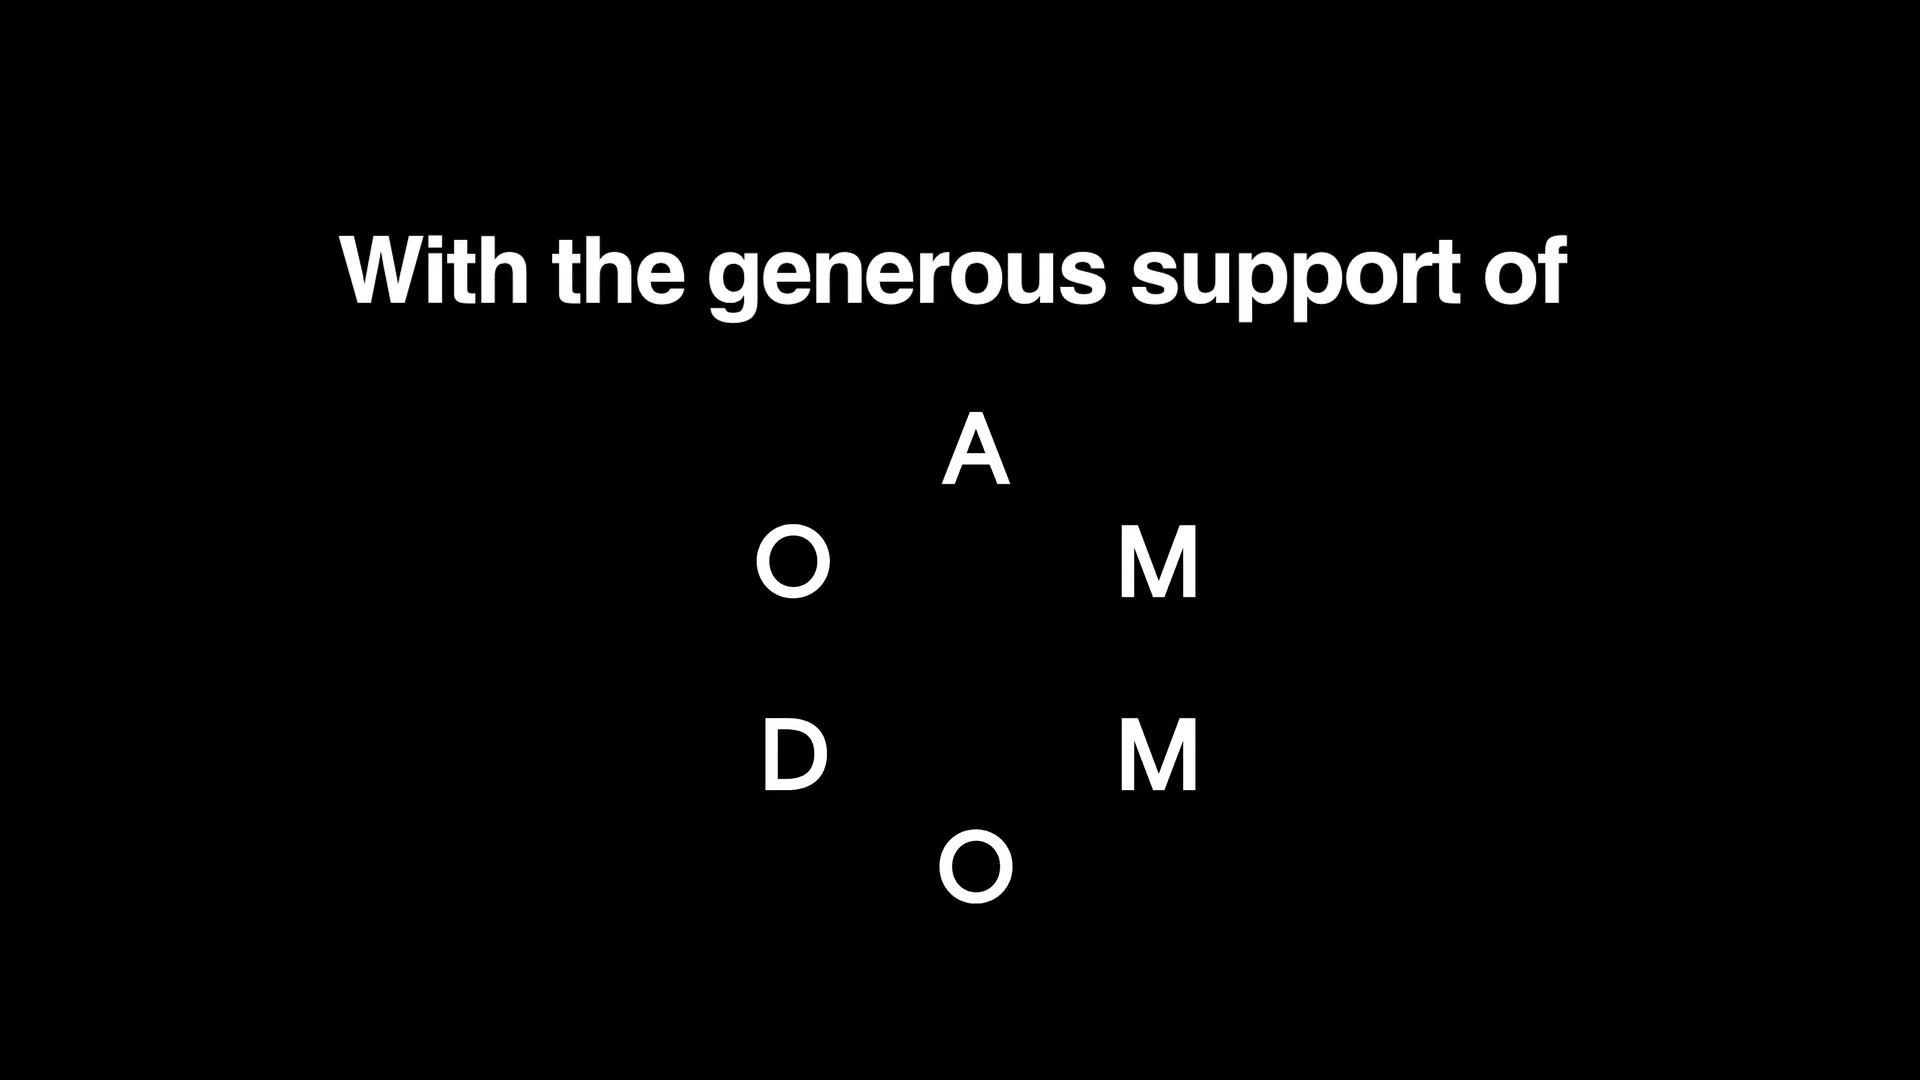 With the generous support of
A
O M
D M
O